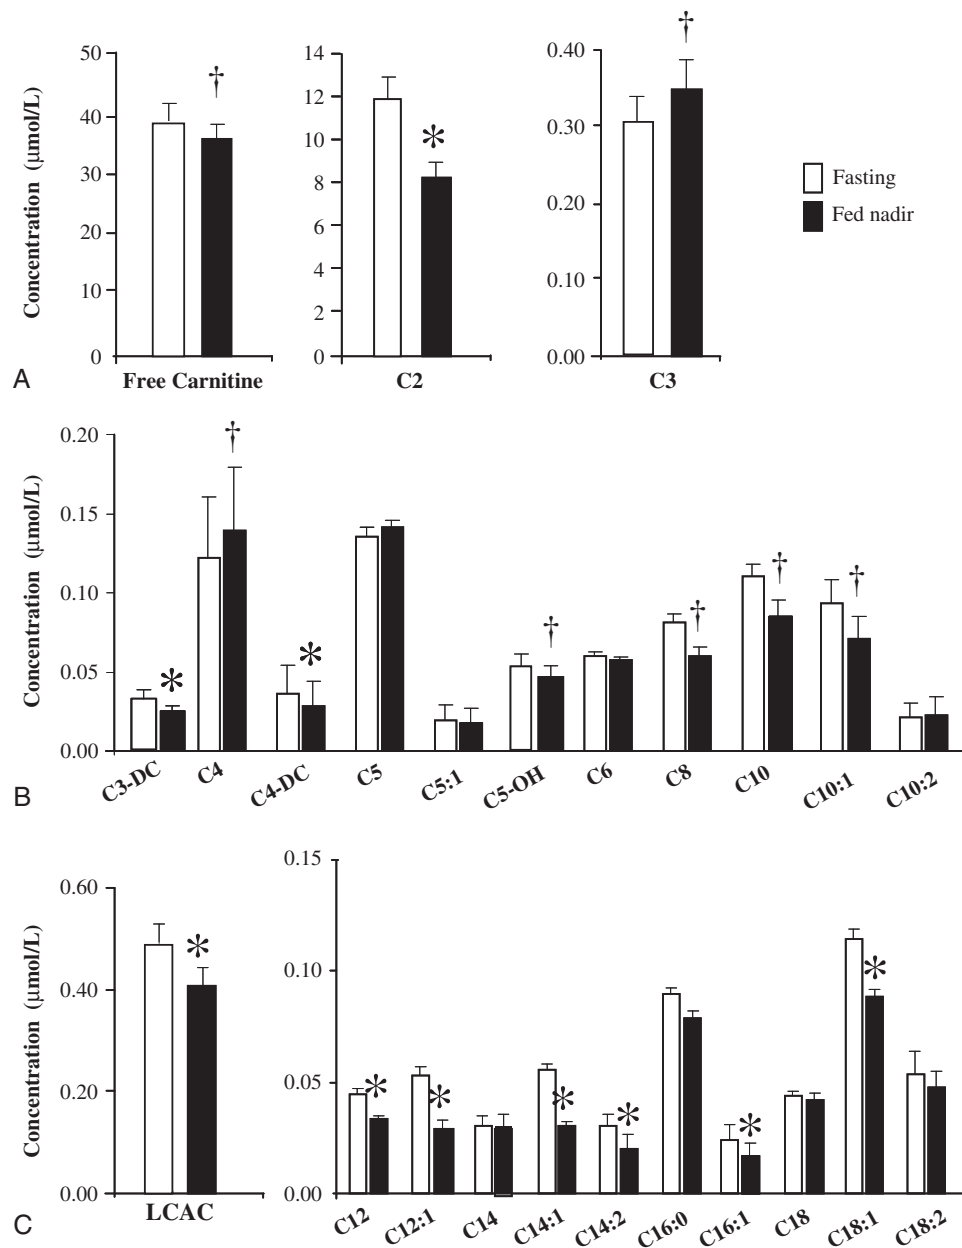 Concentration (µmol/L)
50
40
30
20
10
0
†
Free Carnitine
14
12
10
8
6
4
2
0
*
C2
0.40
0.30
0.20
0.10
0.00
†
C3
Fasting
Fed nadir
A
Concentration (µmol/L)
0.20
0.15
0.10
0.05
0.00
* † * † † † †
C3-DC C4 C4-DC C5 C5:1 C5-OH C6 C8 C10 C10:1 C10:2
B
Concentration (µmol/L)
0.60
0.40
0.20
0.00
*
LCAC
0.15
0.10
0.05
0.00
* * * * * *
C12 C12:1 C14 C14:1 C14:2 C16:0 C16:1 C18 C18:1 C18:2
C